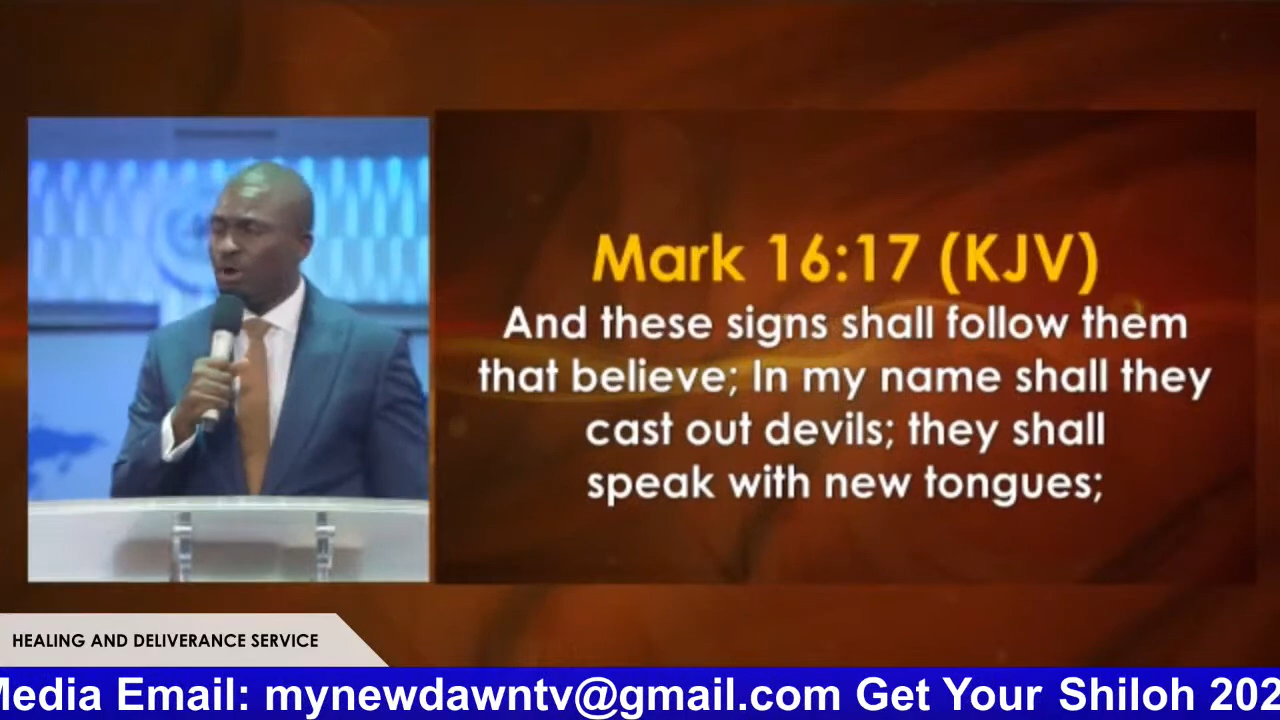 Mark 16:17 (KJV)
And these signs shall follow them
that believe; In my name shall they
cast out devils; they shall
speak with new tongues;
HEALING AND DELIVERANCE SERVICE
Media Email: mynewdawntv@gmail.com Get Your Shiloh 202